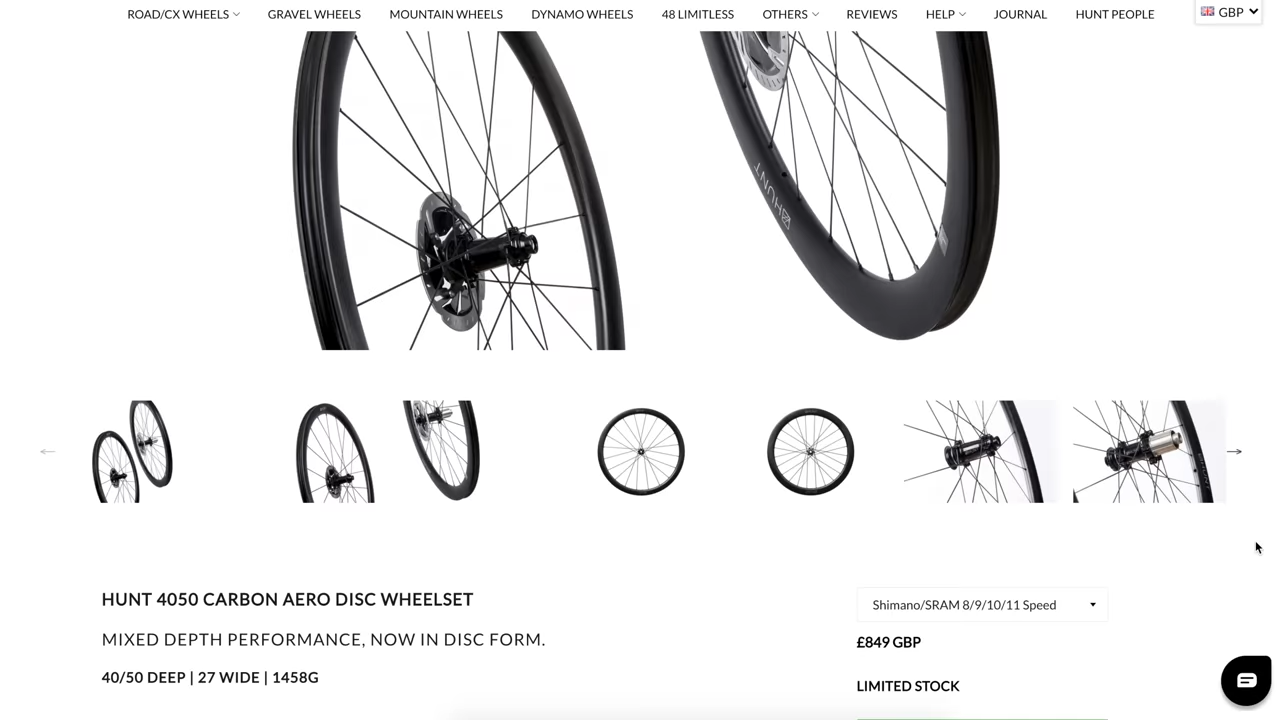 ROAD/CX WHEELS GRAVEL WHEELS MOUNTAIN WHEELS DYNAMO WHEELS 48 LIMITLESS OTHERS REVIEWS HELP JOURNAL HUNT PEOPLE GBP
HUNT
HUNT 4050 CARBON AERO DISC WHEELSET
MIXED DEPTH PERFORMANCE, NOW IN DISC FORM.
40/50 DEEP | 27 WIDE | 1458G
Shimano/SRAM 8/9/10/11 Speed
£849 GBP
LIMITED STOCK